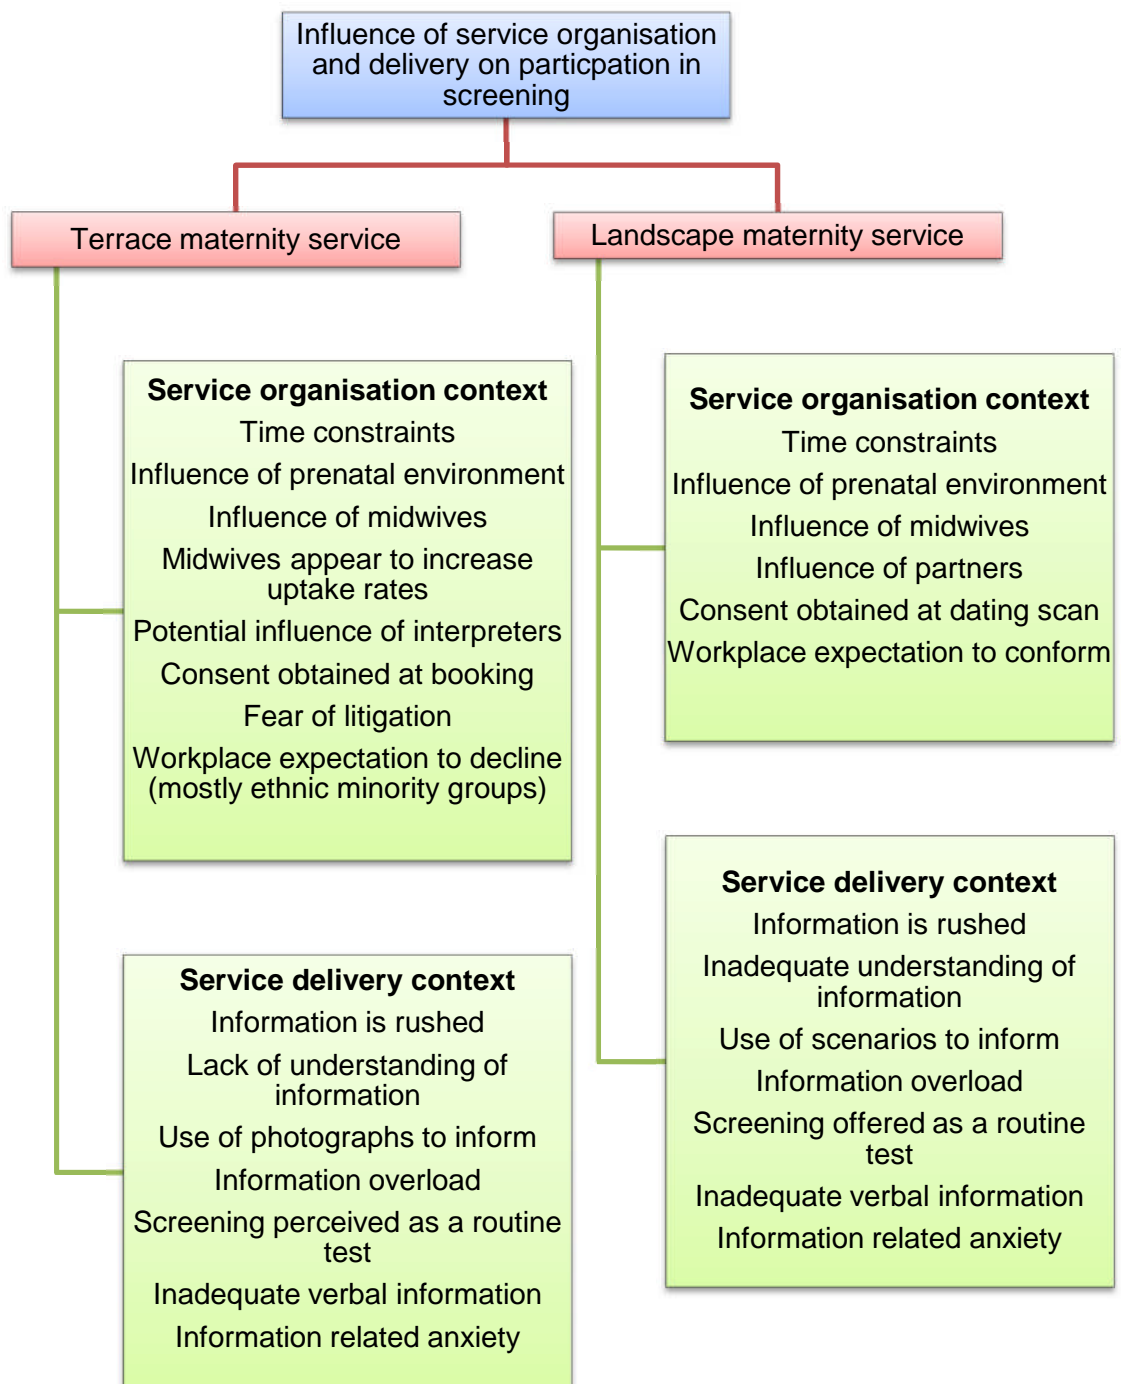 Influence of service organisation
and delivery on particpation in
screening
Terrace maternity service
Landscape maternity service
Service organisation context
Time constraints
Influence of prenatal environment
Influence of midwives
Midwives appear to increase
uptake rates
Potential influence of interpreters
Consent obtained at booking
Fear of litigation
Workplace expectation to decline
(mostly ethnic minority groups)
Service organisation context
Time constraints
Influence of prenatal environment
Influence of midwives
Influence of partners
Consent obtained at dating scan
Workplace expectation to conform
Service delivery context
Information is rushed
Lack of understanding of
information
Use of photographs to inform
Information overload
Screening perceived as a routine
test
Inadequate verbal information
Information related anxiety
Service delivery context
Information is rushed
Inadequate understanding of
information
Use of scenarios to inform
Information overload
Screening offered as a routine
test
Inadequate verbal information
Information related anxiety